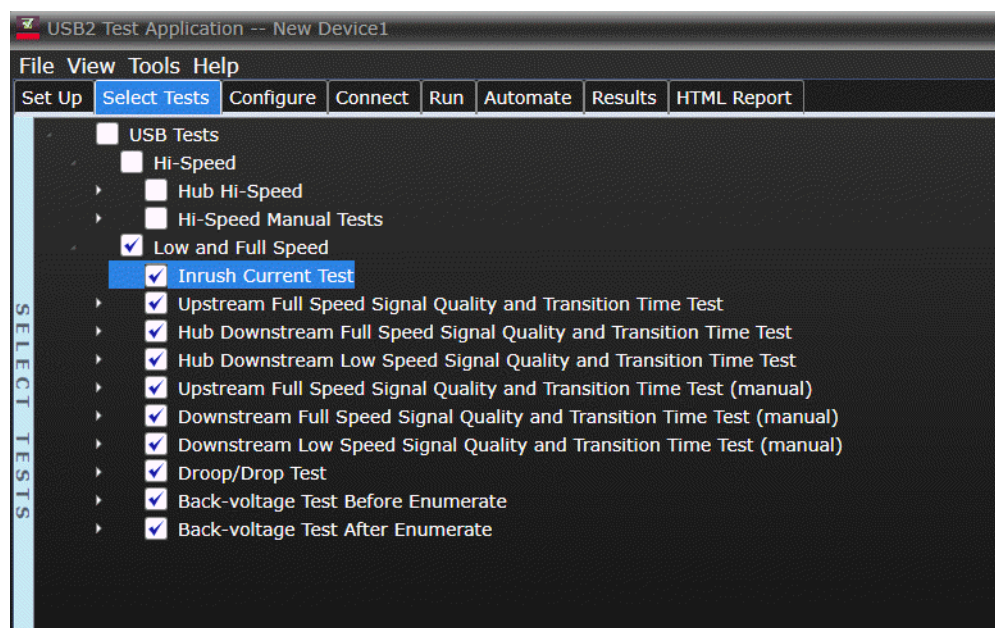 USB2 Test Application -- New Device1
File View Tools Help
Set Up Select Tests Configure Connect Run Automate Results HTML Report
USB Tests
Hi-Speed
Hub Hi-Speed
Hi-Speed Manual Tests
Low and Full Speed
Inrush Current Test
Upstream Full Speed Signal Quality and Transition Time Test
Hub Downstream Full Speed Signal Quality and Transition Time Test
Hub Downstream Low Speed Signal Quality and Transition Time Test
Upstream Full Speed Signal Quality and Transition Time Test (manual)
Downstream Full Speed Signal Quality and Transition Time Test (manual)
Downstream Low Speed Signal Quality and Transition Time Test (manual)
Droop/Drop Test
Back-voltage Test Before Enumerate
Back-voltage Test After Enumerate
SELECT TESTS